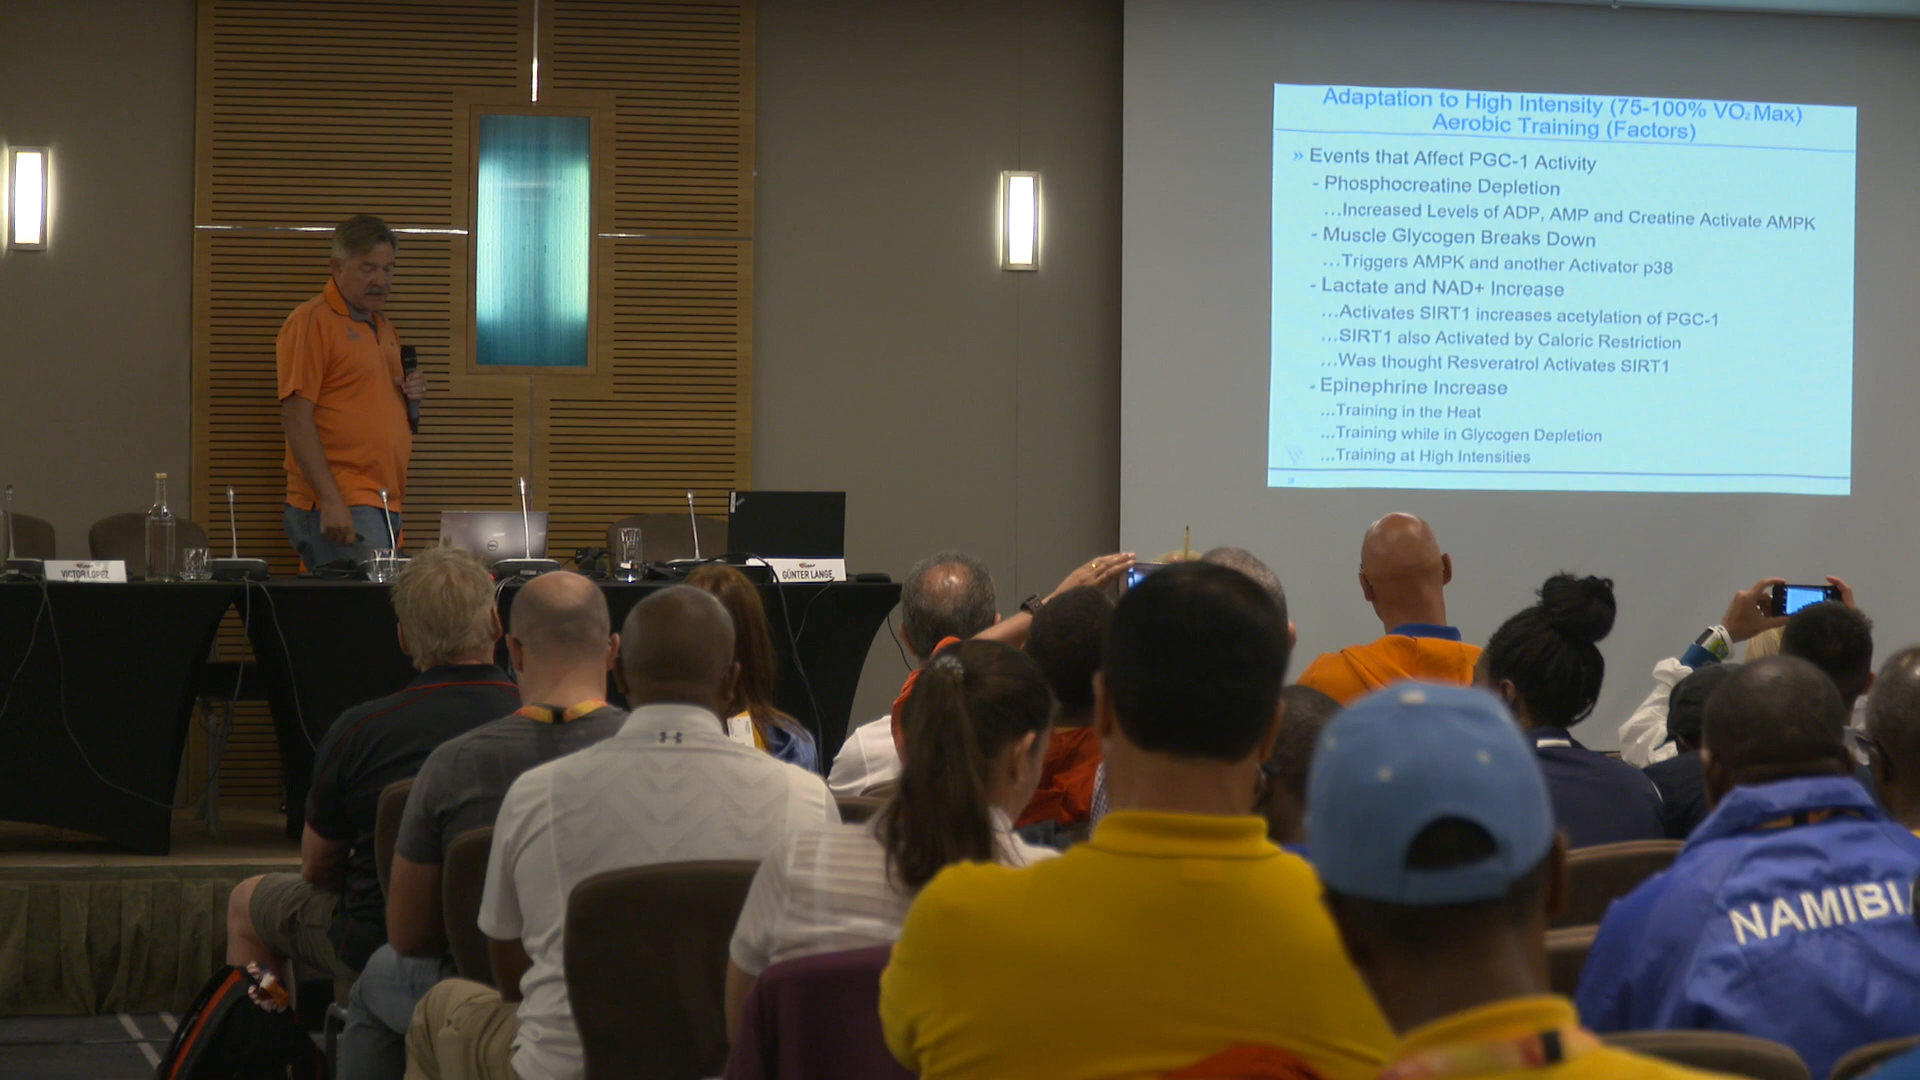 Adaptation to High Intensity (75-100% VO2Max)
Aerobic Training (Factors)
» Events that Affect PGC-1 Activity
- Phosphocreatine Depletion
...Increased Levels of ADP, AMP and Creatine Activate AMPK
- Muscle Glycogen Breaks Down
...Triggers AMPK and another Activator p38
- Lactate and NAD+ Increase
...Activates SIRT1 increases acetylation of PGC-1
...SIRT1 also Activated by Caloric Restriction
...Was thought Resveratrol Activates SIRT1
- Epinephrine Increase
...Training in the Heat
...Training while in Glycogen Depletion
...Training at High Intensities
VICTOR LOPEZ
GÜNTER LANGE
DELL
NAMIBI